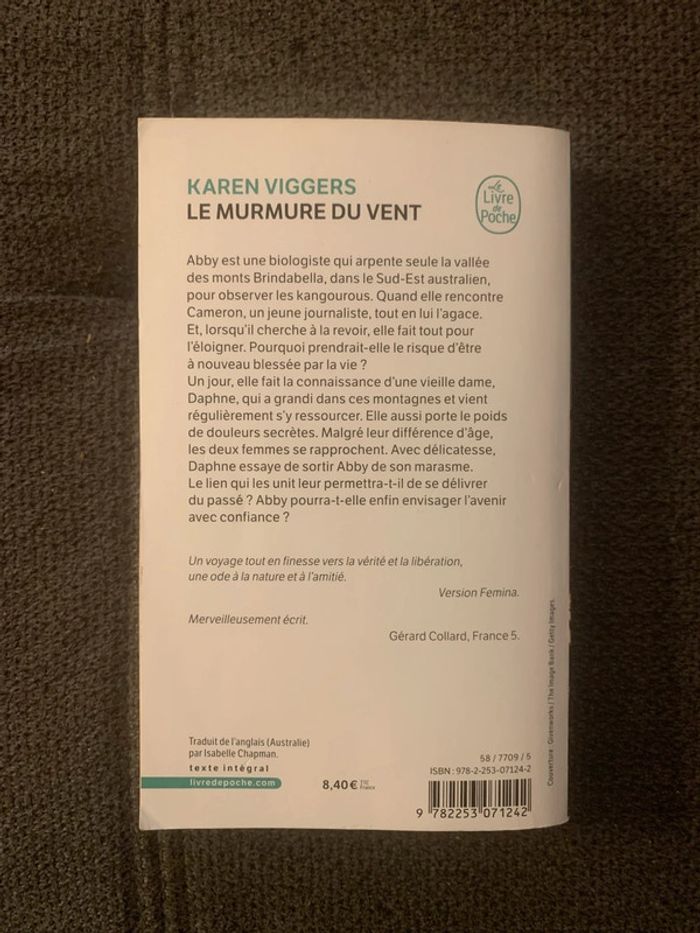 KAREN VIGGERS
LE MURMURE DU VENT
Le
Livre
de
Poche
Abby est une biologiste qui arpente seule la vallée
des monts Brindabella, dans le Sud-Est australien,
pour observer les kangourous. Quand elle rencontre
Cameron, un jeune journaliste, tout en lui l'agace.
Et, lorsqu'il cherche à la revoir, elle fait tout pour
l'éloigner. Pourquoi prendrait-elle le risque d'être
à nouveau blessée par la vie ?
Un jour, elle fait la connaissance d'une vieille dame,
Daphne, qui a grandi dans ces montagnes et vient
régulièrement s'y ressourcer. Elle aussi porte le poids
de douleurs secrètes. Malgré leur différence d'âge,
les deux femmes se rapprochent. Avec délicatesse,
Daphne essaye de sortir Abby de son marasme.
Le lien qui les unit leur permettra-t-il de se délivrer
du passé ? Abby pourra-t-elle enfin envisager l'avenir
avec confiance ?
Un voyage tout en finesse vers la vérité et la libération,
une ode à la nature et à l'amitié.
Version Femina.
Merveilleusement écrit.
Gérard Collard, France 5.
Couverture : Givenworks / The Image Bank / Getty Images.
Traduit de l'anglais (Australie)
par Isabelle Chapman.
texte intégral
livredepoche.com
8,40 € TTC
France
58 / 7709 / 5
ISBN : 978-2-253-07124-2
9 782253 071242